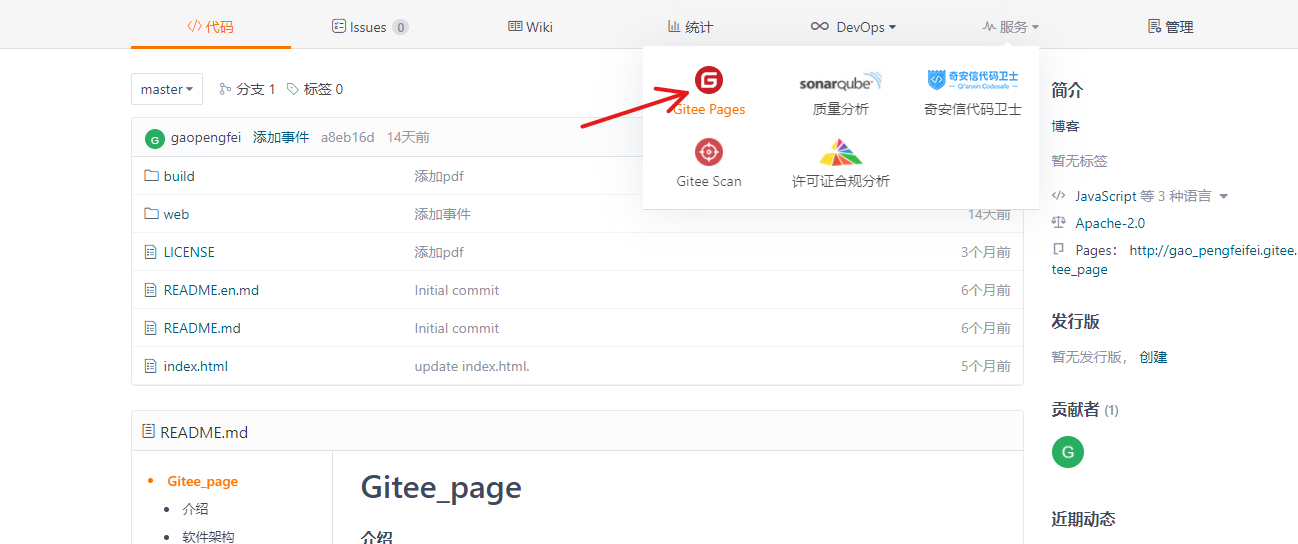 代码 Issues 0 Wiki 统计 DevOps 服务 管理
Gitee Pages
sonarqube
质量分析
奇安信代码卫士
Qi'anxin Codesafe
奇安信代码卫士
Gitee Scan
许可证合规分析
master 分支 1 标签 0
G gaopengfei 添加事件 a8eb16d 14天前
build 添加pdf
web 添加事件 14天前
LICENSE 添加pdf 3个月前
README.en.md Initial commit 6个月前
README.md Initial commit 6个月前
index.html update index.html. 5个月前
README.md
Gitee_page
介绍
软件架构
Gitee_page
介绍
简介
博客
暂无标签
JavaScript 等 3 种语言
Apache-2.0
Pages: http://gao_pengfeifei.gitee.
tee_page
发行版
暂无发行版，创建
贡献者 (1)
G
近期动态